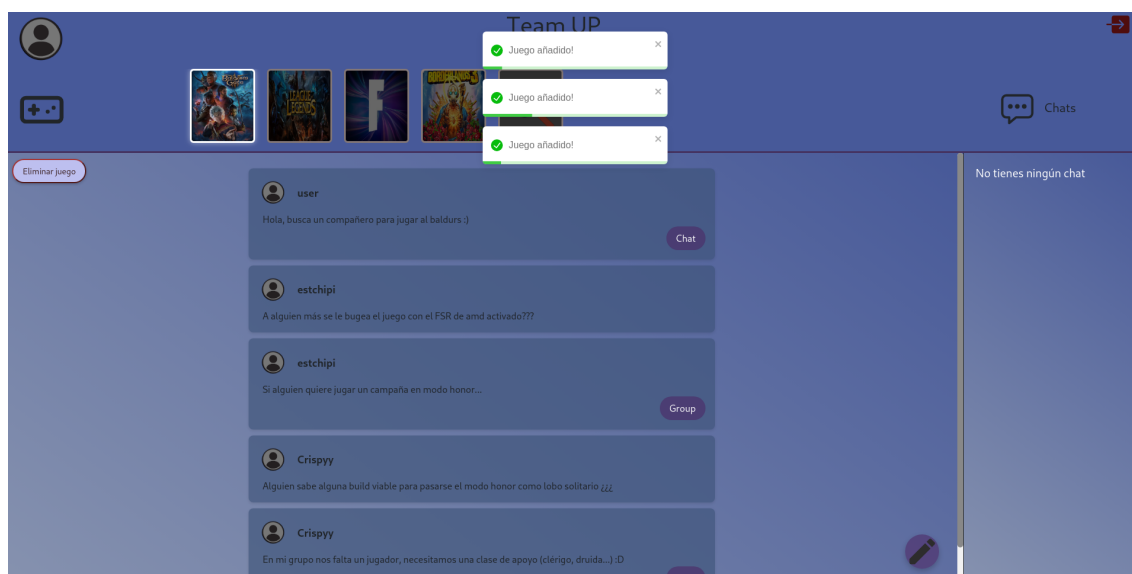 Team UP
Juego añadido!
Juego añadido!
Juego añadido!
LEAGUE
LEGENDS
F
BORDERLANDS 3
Chats
Eliminar juego
No tienes ningún chat
user
Hola, busca un compañero para jugar al baldurs :)
Chat
estchipi
A alguien más se le bugea el juego con el FSR de amd activado???
estchipi
Si alguien quiere jugar un campaña en modo honor...
Group
Crispyy
Alguien sabe alguna build viable para pasarse el modo honor como lobo solitario ¿¿¿
Crispyy
En mi grupo nos falta un jugador, necesitamos una clase de apoyo (clérigo, druida...) :D